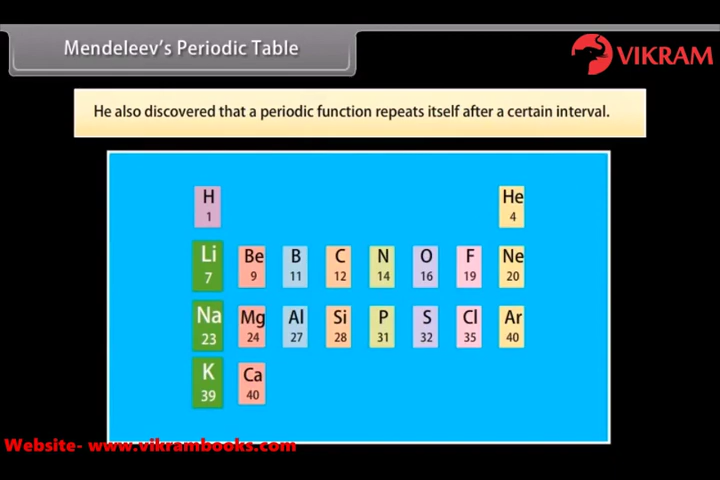 Mendeleev's Periodic Table
VIKRAM
He also discovered that a periodic function repeats itself after a certain interval.
H He
1 4
Li Be B C N O F Ne
7 9 11 12 14 16 19 20
Na Mg Al Si P S Cl Ar
23 24 27 28 31 32 35 40
K Ca
39 40
Website- www.vikrambooks.com